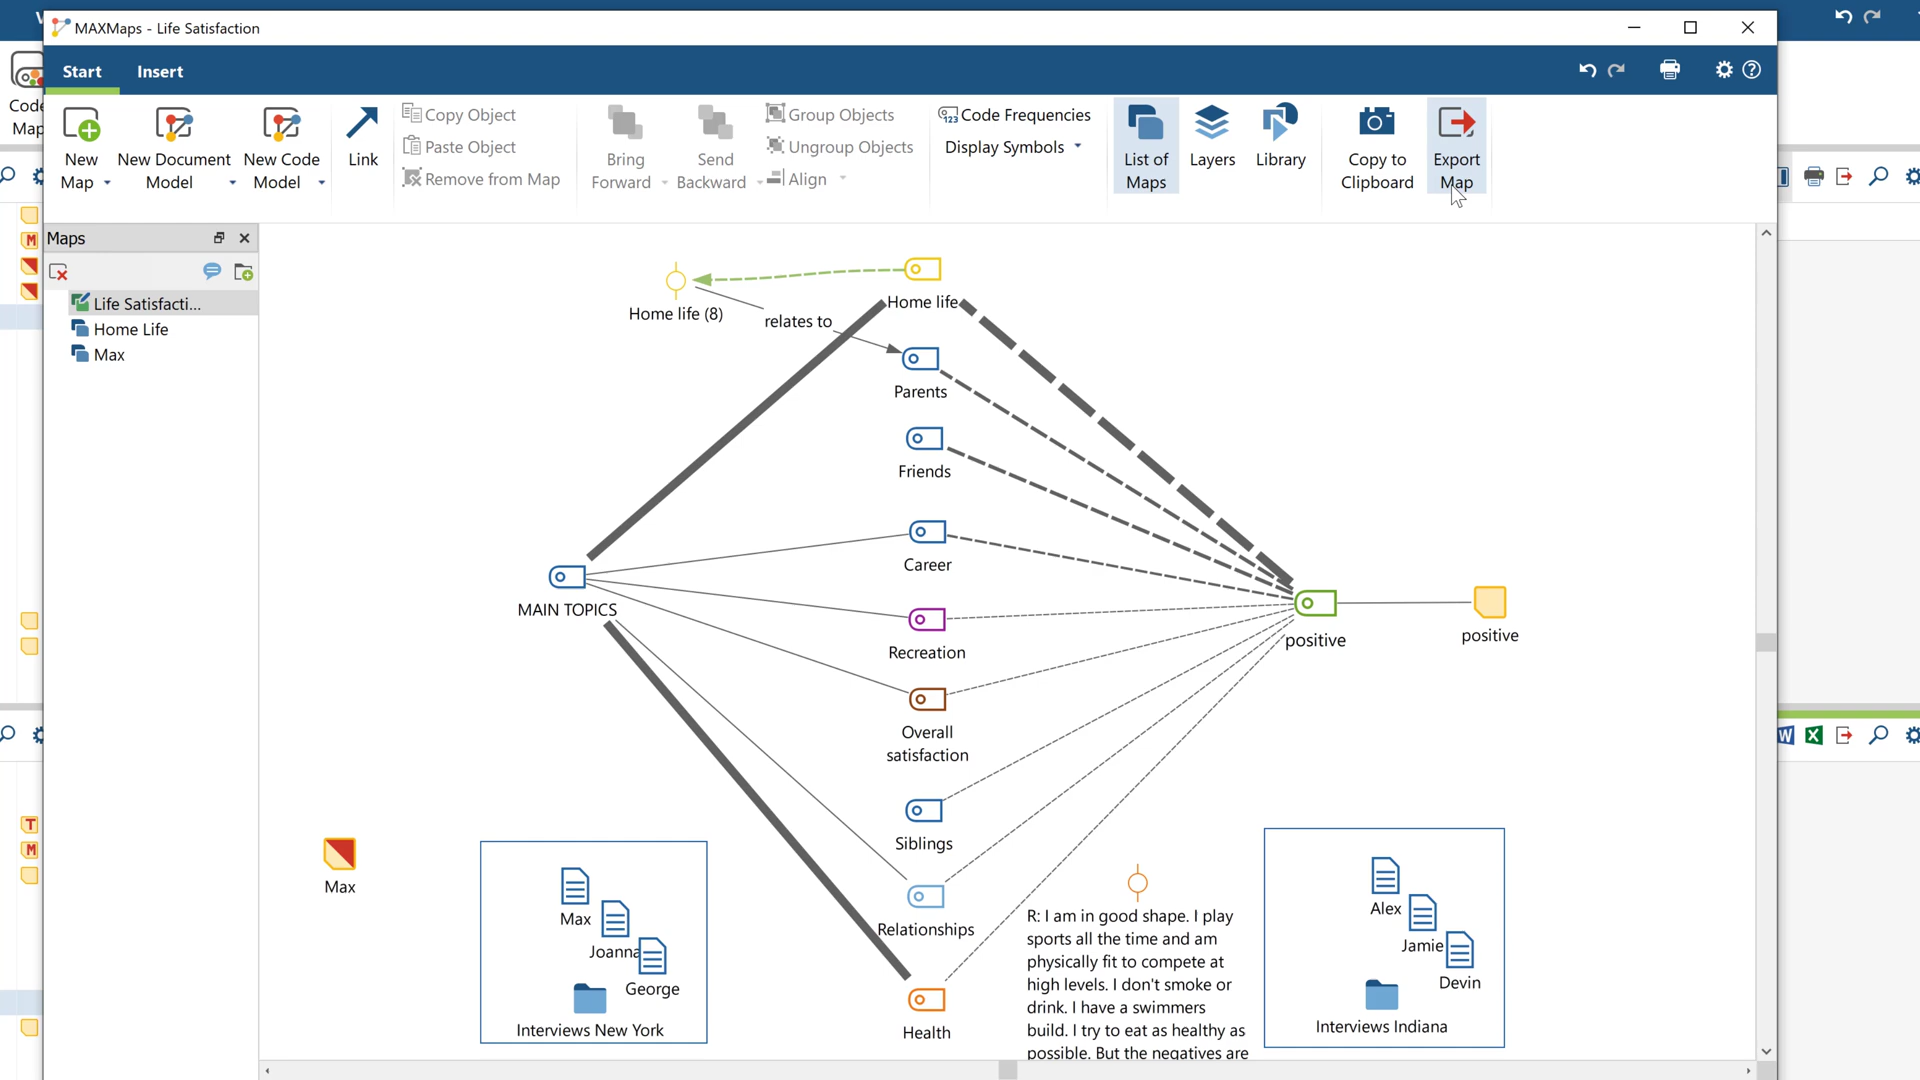 MAXMaps - Life Satisfaction
Start Insert
Code
Map
New
Map
New Document
Model
New Code
Model
Link
Copy Object
Paste Object
Remove from Map
Bring
Forward
Send
Backward
Group Objects
Ungroup Objects
Align
123 Code Frequencies
Display Symbols
List of
Maps
Layers
Library
Copy to
Clipboard
Export
Map
Maps
Life Satisfacti...
Home Life
Max
Home life
Home life (8)
relates to
Parents
Friends
Career
MAIN TOPICS
Recreation
positive
positive
Overall
satisfaction
Siblings
Relationships
Health
Max
Max
Joanna
George
Interviews New York
R: I am in good shape. I play
sports all the time and am
physically fit to compete at
high levels. I don't smoke or
drink. I have a swimmers
build. I try to eat as healthy as
possible. But the negatives are
Alex
Jamie
Devin
Interviews Indiana
M
T
M
W X